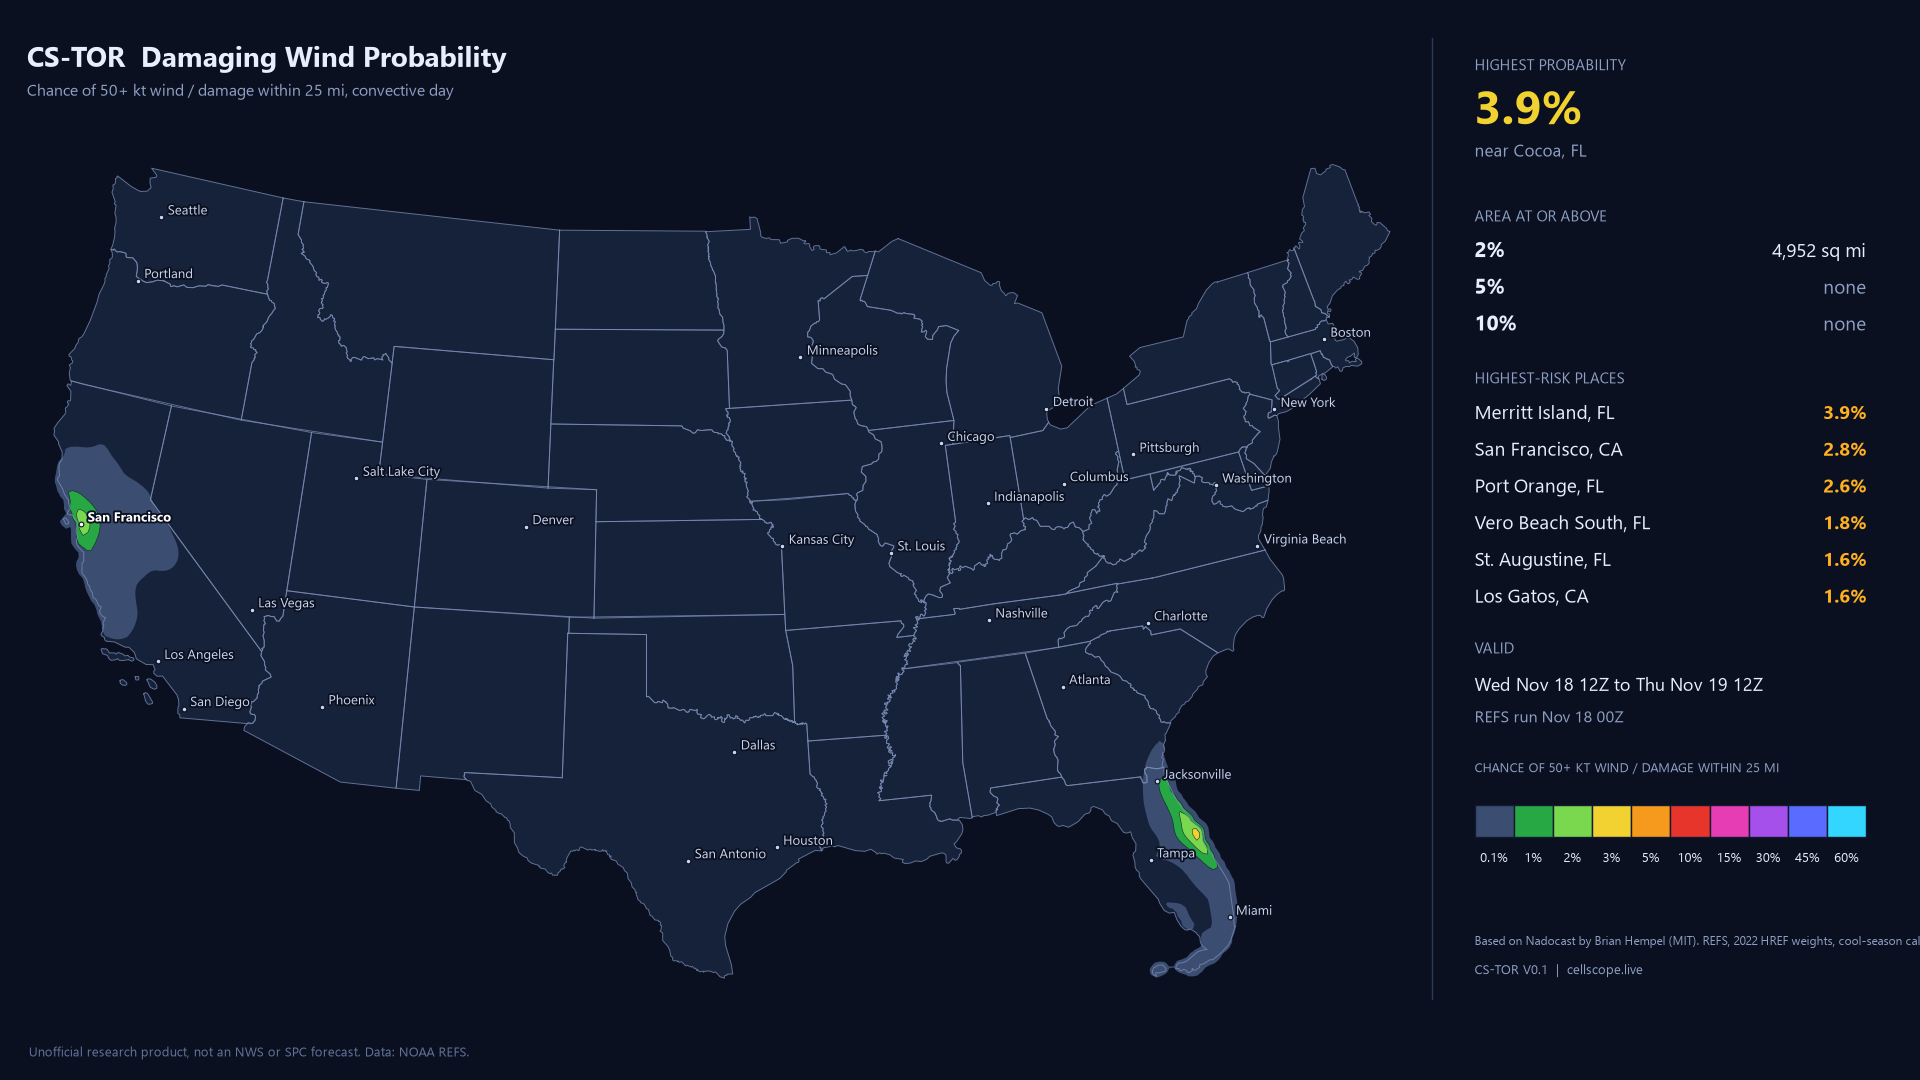 CS-TOR  Damaging Wind Probability
Chance of 50+ kt wind / damage within 25 mi, convective day
Seattle
Portland
Minneapolis
Boston
Detroit
New York
Chicago
Pittsburgh
Salt Lake City
Columbus
Washington
Indianapolis
San Francisco
Denver
Kansas City
St. Louis
Virginia Beach
Las Vegas
Nashville
Charlotte
Los Angeles
Atlanta
San Diego
Phoenix
Dallas
Jacksonville
Houston
San Antonio
Tampa
Miami
HIGHEST PROBABILITY
3.9%
near Cocoa, FL
AREA AT OR ABOVE
2% 4,952 sq mi
5% none
10% none
HIGHEST-RISK PLACES
Merritt Island, FL 3.9%
San Francisco, CA 2.8%
Port Orange, FL 2.6%
Vero Beach South, FL 1.8%
St. Augustine, FL 1.6%
Los Gatos, CA 1.6%
VALID
Wed Nov 18 12Z to Thu Nov 19 12Z
REFS run Nov 18 00Z
CHANCE OF 50+ KT WIND / DAMAGE WITHIN 25 MI
0.1% 1% 2% 3% 5% 10% 15% 30% 45% 60%
Based on Nadocast by Brian Hempel (MIT). REFS, 2022 HREF weights, cool-season cal
CS-TOR V0.1 | cellscope.live
Unofficial research product, not an NWS or SPC forecast. Data: NOAA REFS.